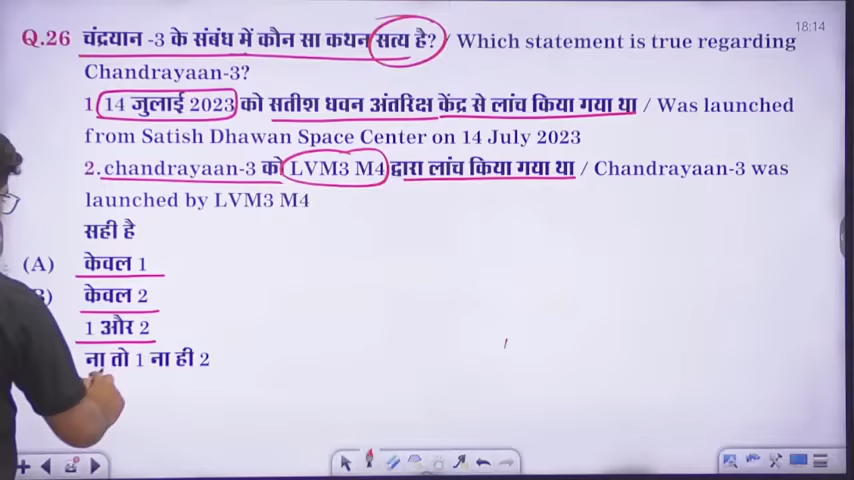 18:14
Q.26 चंद्रयान -3 के संबंध में कौन सा कथन सत्य है? / Which statement is true regarding
Chandrayaan-3?
1. 14 जुलाई 2023 को सतीश धवन अंतरिक्ष केंद्र से लांच किया गया था / Was launched
from Satish Dhawan Space Center on 14 July 2023
2. chandrayaan-3 को LVM3 M4 द्वारा लांच किया गया था / Chandrayaan-3 was
launched by LVM3 M4
सही है
(A) केवल 1
) केवल 2
1 और 2
ना तो 1 ना ही 2